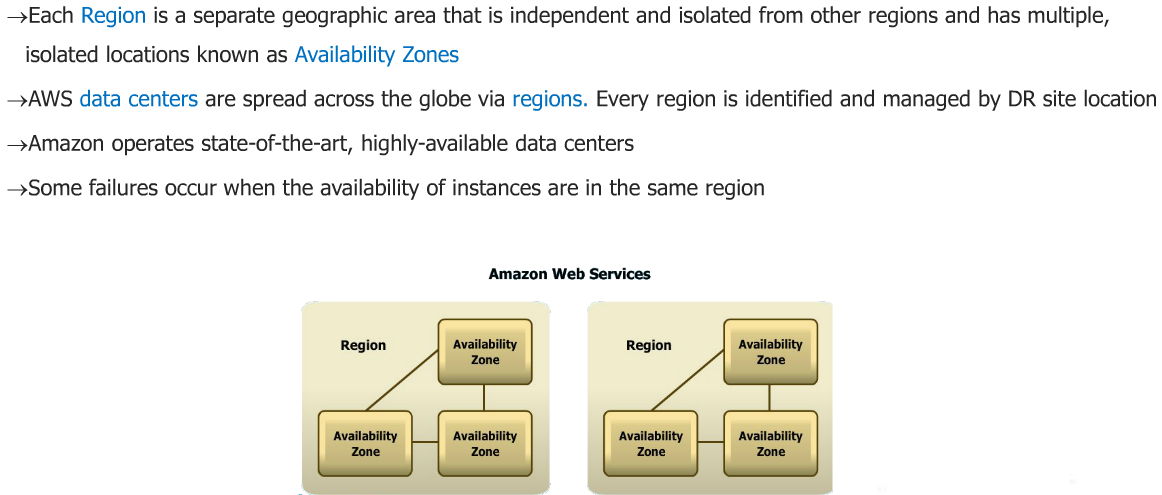 →Each Region is a separate geographic area that is independent and isolated from other regions and has multiple,
isolated locations known as Availability Zones
→AWS data centers are spread across the globe via regions. Every region is identified and managed by DR site location
→Amazon operates state-of-the-art, highly-available data centers
→Some failures occur when the availability of instances are in the same region
Amazon Web Services
Region
Availability
Zone
Availability
Zone
Availability
Zone
Region
Availability
Zone
Availability
Zone
Availability
Zone